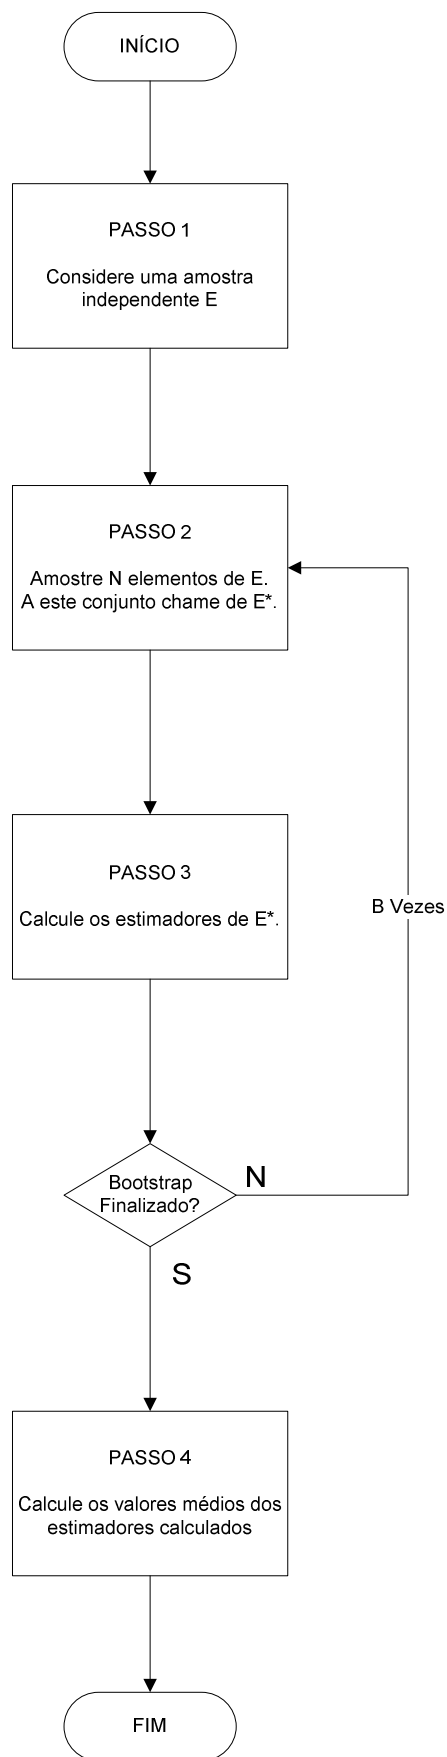 INÍCIO
PASSO 1
Considere uma amostra
independente E
PASSO 2
Amostre N elementos de E.
A este conjunto chame de E*.
PASSO 3
Calcule os estimadores de E*.
B Vezes
Bootstrap
Finalizado?
N
S
PASSO 4
Calcule os valores médios dos
estimadores calculados
FIM